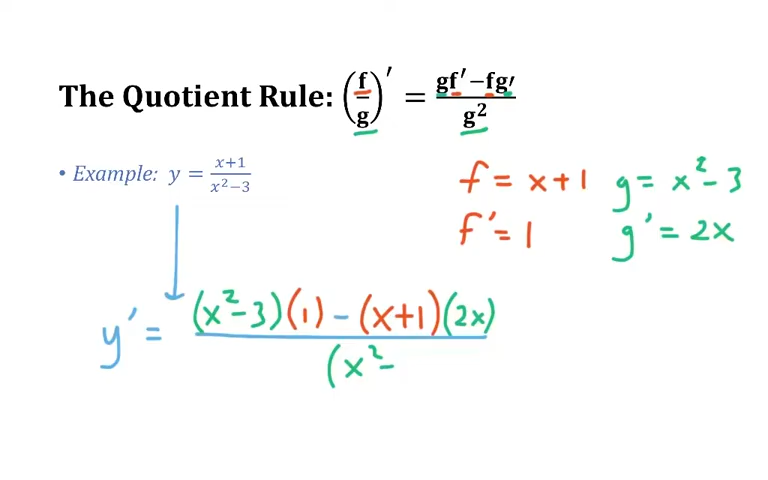 The Quotient Rule: (f/g)′ = (gf′−fg′)/g²
• Example: y = (x+1)/(x²−3)
f = x+1 g = x²−3
f′= 1 g′ = 2x
y′ = (x²−3)(1) − (x+1)(2x)
(x²−